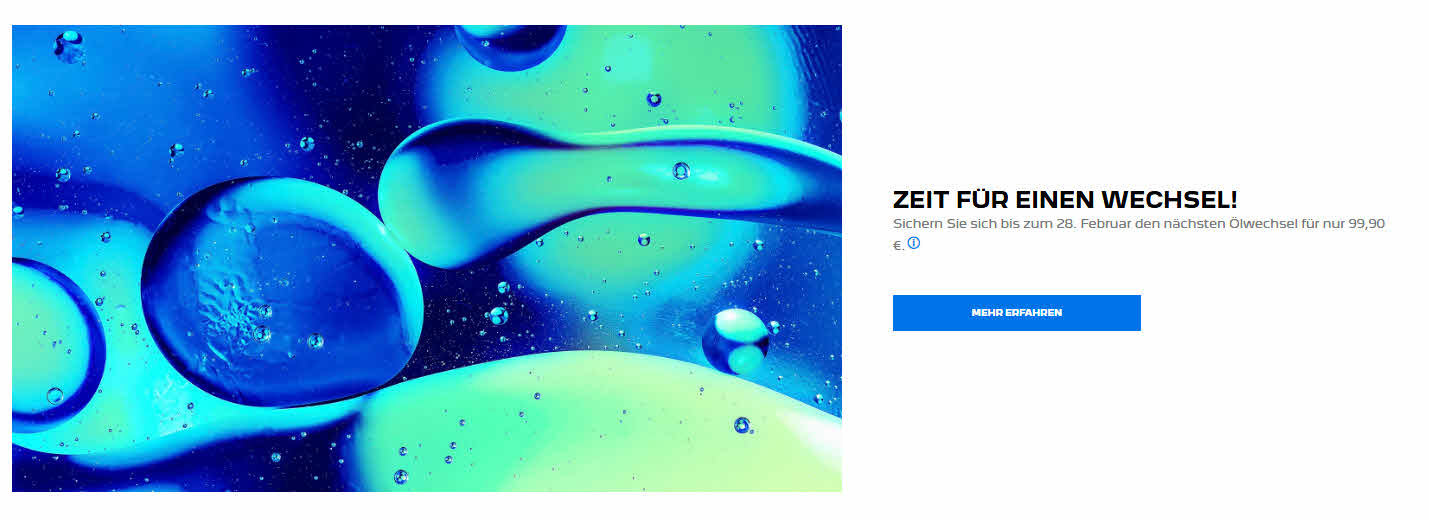 ZEIT FÜR EINEN WECHSEL!
Sichern Sie sich bis zum 28. Februar den nächsten Ölwechsel für nur 99,90
€. ⓘ
MEHR ERFAHREN